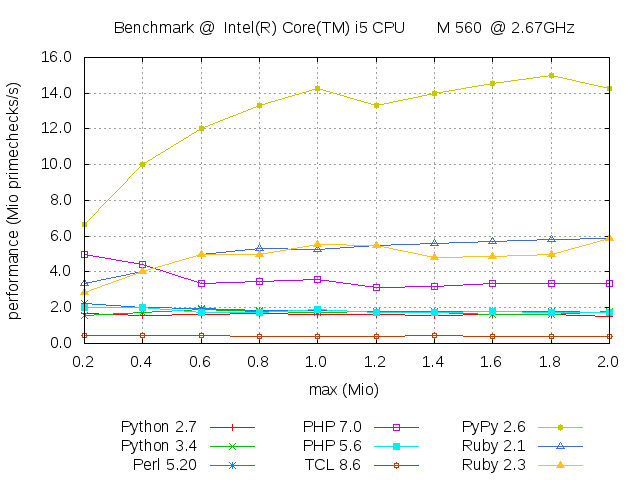 Benchmark @ Intel(R) Core(TM) i5 CPU M 560 @ 2.67GHz
16.0
14.0
12.0
10.0
8.0
6.0
4.0
2.0
0.0
performance (Mio primechecks/s)
0.2 0.4 0.6 0.8 1.0 1.2 1.4 1.6 1.8 2.0
max (Mio)
Python 2.7 PHP 7.0 PyPy 2.6
Python 3.4 PHP 5.6 Ruby 2.1
Perl 5.20 TCL 8.6 Ruby 2.3